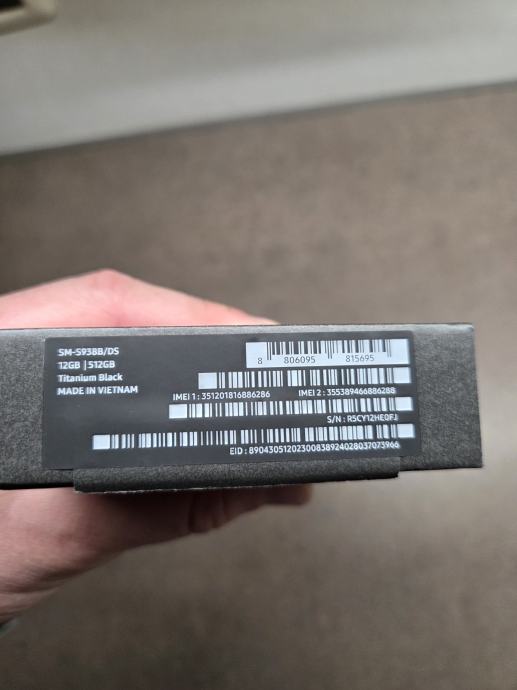 SM-S938B/DS
12GB | 512GB
Titanium Black
MADE IN VIETNAM
8 806095 815695
IMEI 1 : 351201816886286 IMEI 2 : 355389466886288
S/N : R5CY12HEQFJ
EID : 89043051202300838924028037073966